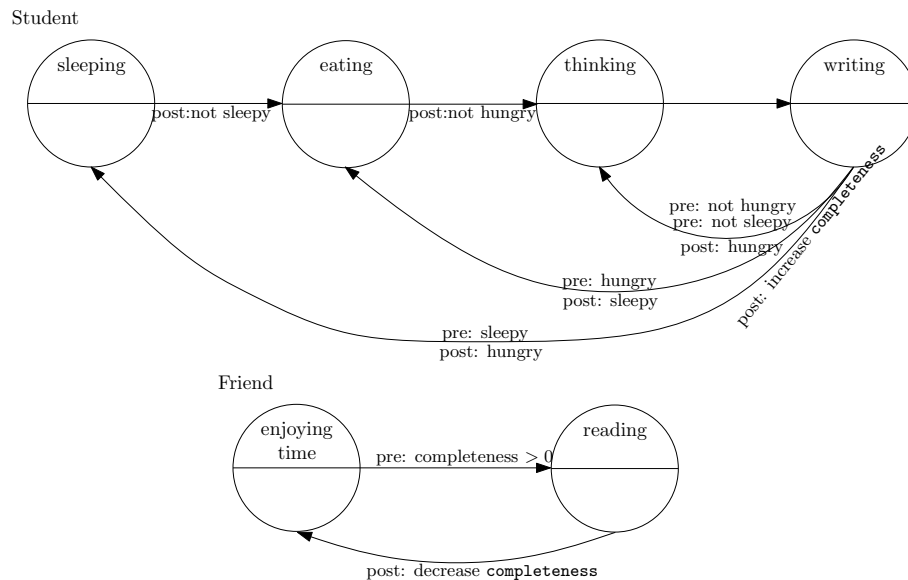 Student
sleeping
eating
thinking
writing
post:not sleepy
post:not hungry
pre: not hungry
pre: not sleepy
post: hungry
post: increase completeness
pre: hungry
post: sleepy
pre: sleepy
post: hungry
Friend
enjoying
time
reading
pre: completeness > 0
post: decrease completeness